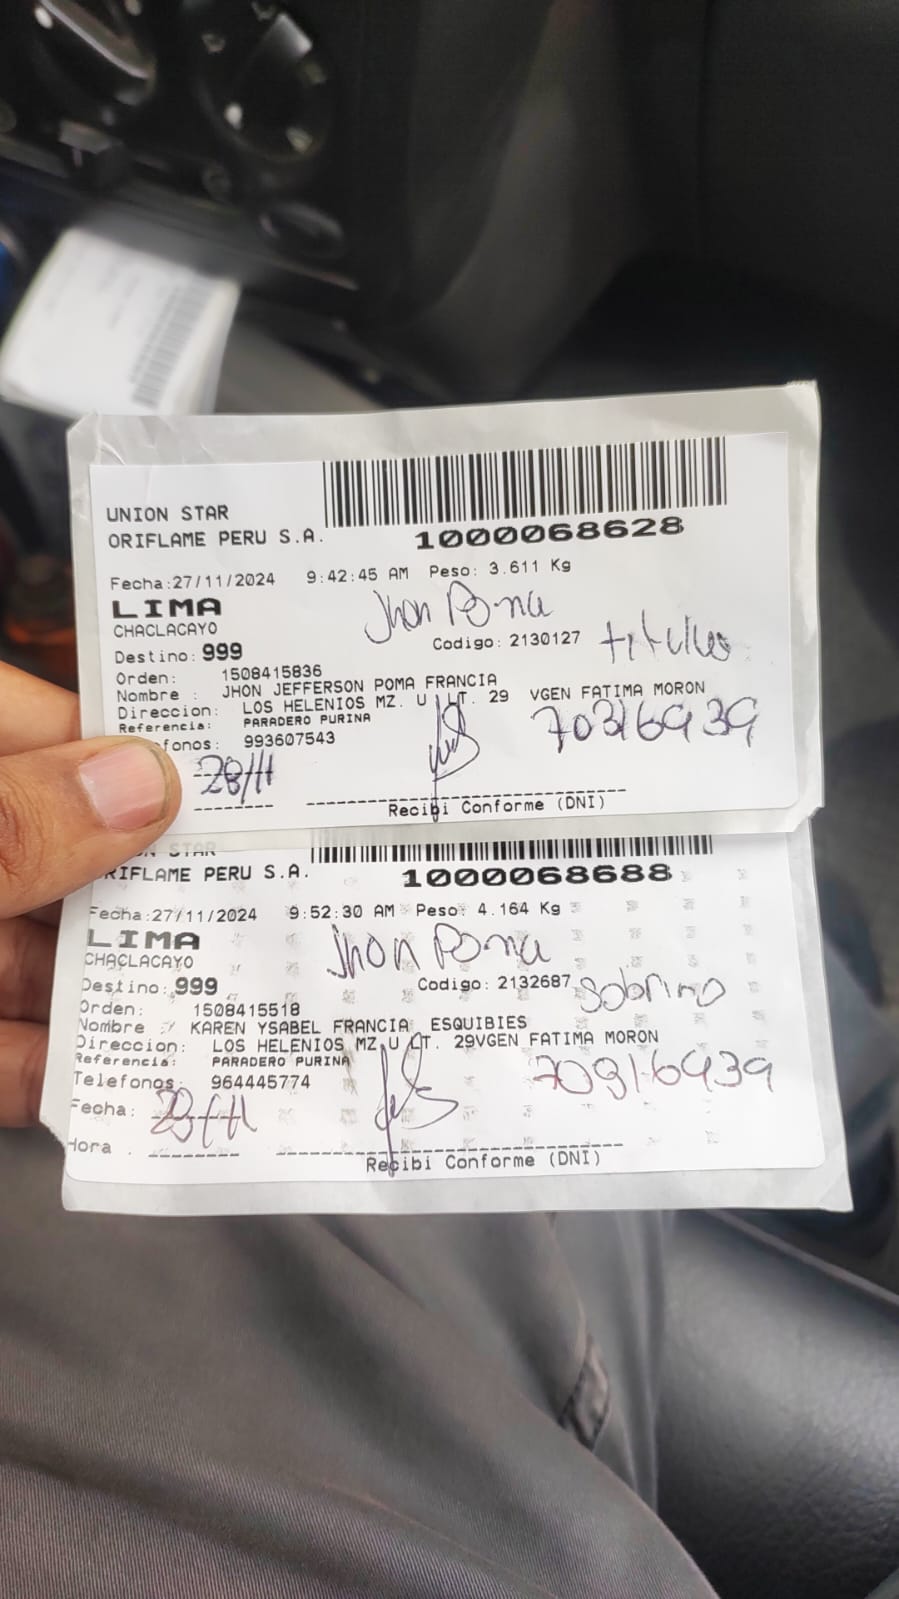 UNION STAR
ORIFLAME PERU S.A.
1000068628
Fecha:27/11/2024 9:42:45 AM Peso: 3.611 Kg
LIMA
Jhon Poma
CHACLACAYO
Codigo: 2130127
Destino: 999
Orden: 1508415836
Nombre : JHON JEFFERSON POMA FRANCIA
Direccion: LOS HELENIOS MZ. U LT. 29 VGEN FATIMA MORON
Referencia: PARADERO PURINA
70316939
fonos: 993607543
28/11
Recibi Conforme (DNI)
N STAR
RIFLAME PERU S.A.
1000068688
Fecha:27/11/2024 9:52:30 AM Peso: 4.164 Kg
LIMA
Jhon Poma
CHACLACAYO
Codigo: 2132687 Sobrino
Destino: 999
Orden: 1508415518
Nombre : KAREN YSABEL FRANCIA ESQUIBIES
Direccion: LOS HELENIOS MZ.U LT. 29VGEN FATIMA MORON
Referencia: PARADERO PURINA
70316939
Telefonos: 964445774
Fecha:
Hora .
Recibi Conforme (DNI)